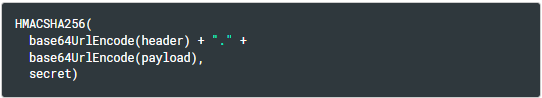 HMACSHA256(
  base64UrlEncode(header) + "." +
  base64UrlEncode(payload),
  secret)